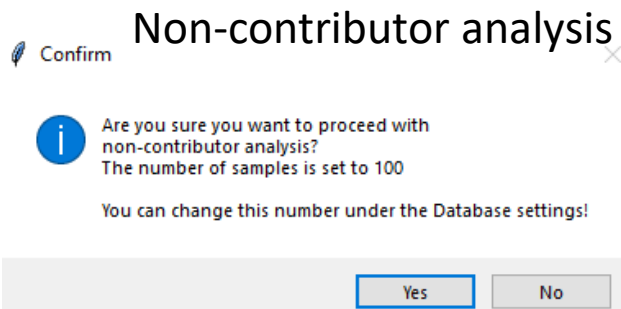 Non-contributor analysis
Confirm
Are you sure you want to proceed with
non-contributor analysis?
The number of samples is set to 100
You can change this number under the Database settings!
Yes
No